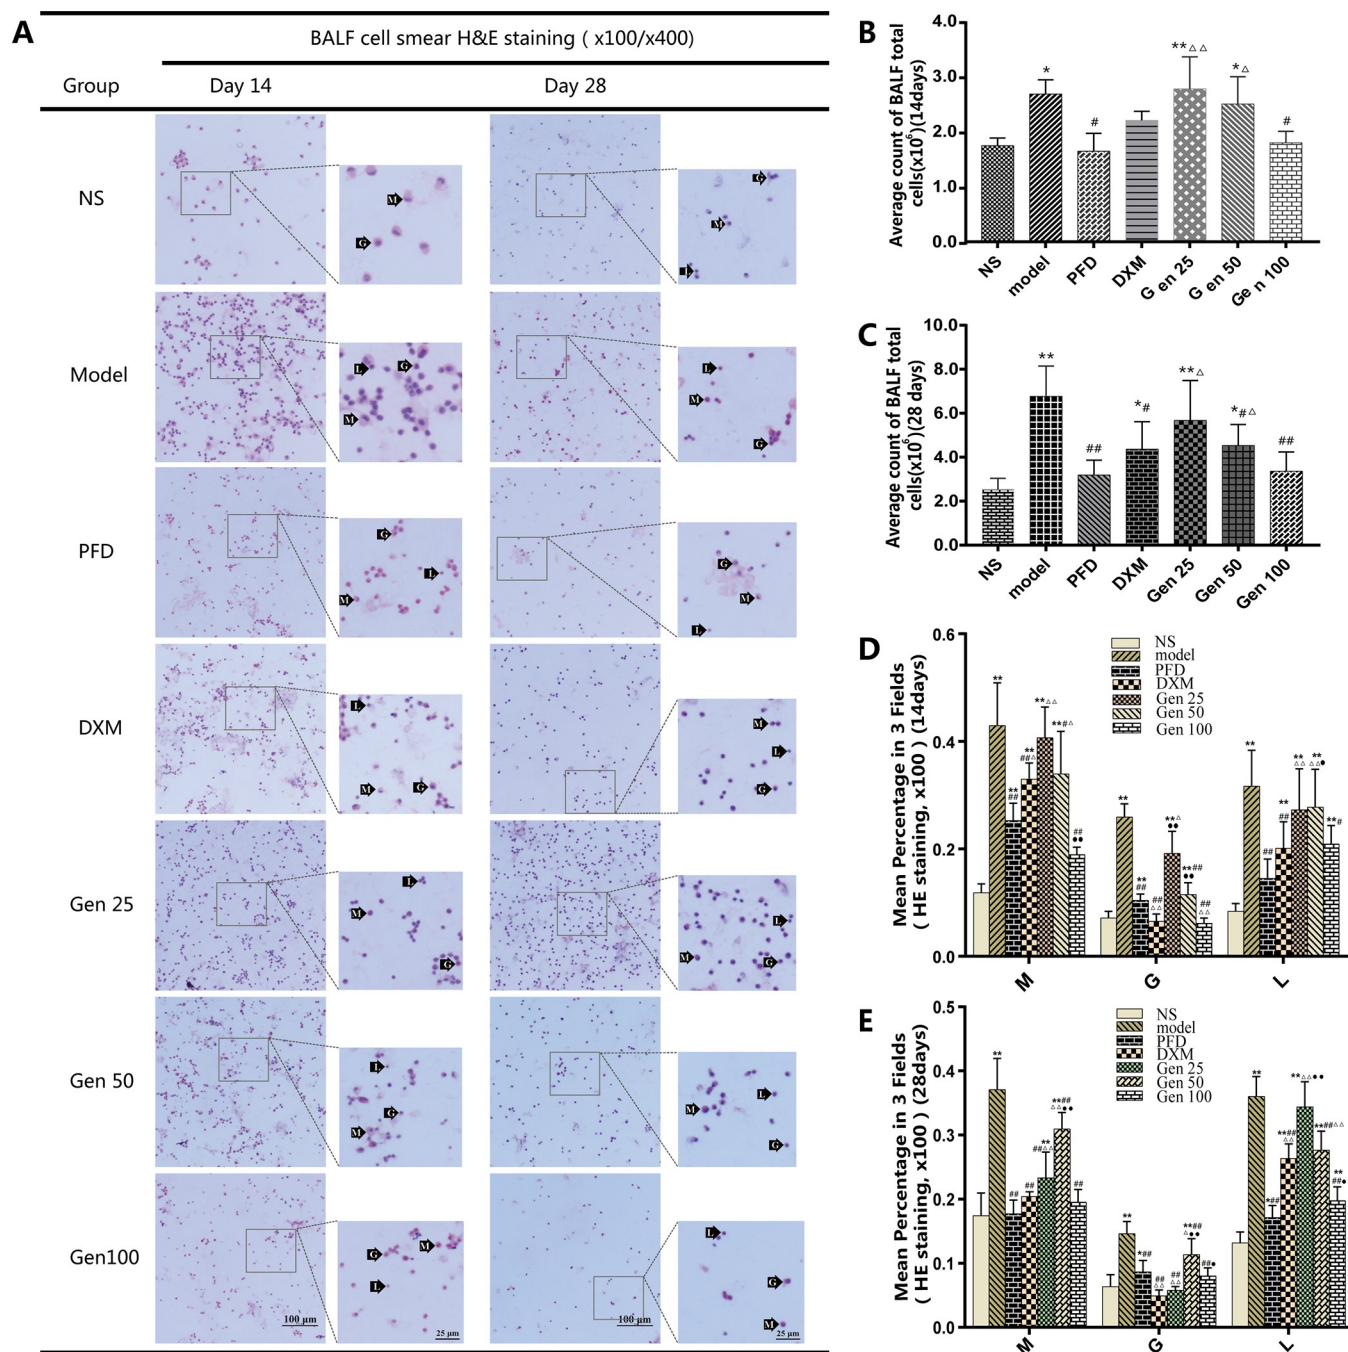 A
BALF cell smear H&E staining ( x100/x400)
Group
Day 14
Day 28
NS
M
G
G
M
L
Model
L
G
M
L
M
G
PFD
G
L
M
G
M
L
DXM
L
M
G
M
L
G
Gen 25
L
M
G
L
M
G
Gen 50
L
G
M
L
M
G
Gen100
G
M
L
L
G
M
100 μm
25 μm
100 μm
25 μm
B
Average count of BALF total
cells(x10⁶)(14days)
4.0
3.0
2.0
1.0
0.0
*
#
**△△
*△
#
NS
model
PFD
DXM
G en 25
G en 50
Ge n 100
C
Average count of BALF total
cells(x10⁶)(28 days)
10.0
8.0
6.0
4.0
2.0
0.0
**
##
*#
**△
*#△
##
NS
model
PFD
DXM
Gen 25
Gen 50
Gen 100
D
Mean Percentage in 3 Fields
( HE staining, x100 ) (14days)
0.6
0.4
0.2
0.0
NS
model
PFD
DXM
Gen 25
Gen 50
Gen 100
**
**
##
**
##△
**△△
**#△
##
●●
**
**
##
##
△△
**△
●●
**##
●●
##
△△
**
##
**
##
**
△△
**
△△●
**#
M
G
L
E
Mean Percentage in 3 Fields
( HE staining, x100 ) (28days)
0.5
0.4
0.3
0.2
0.1
0.0
NS
model
PFD
DXM
Gen 25
Gen 50
Gen 100
**
##
##
**
##△△
**##
△△●●
##
**
*##
##
△△
##
△△
**##
△●●
##●
**
*##
**##
△△
**△△●●
**##△△
**
##●
M
G
L